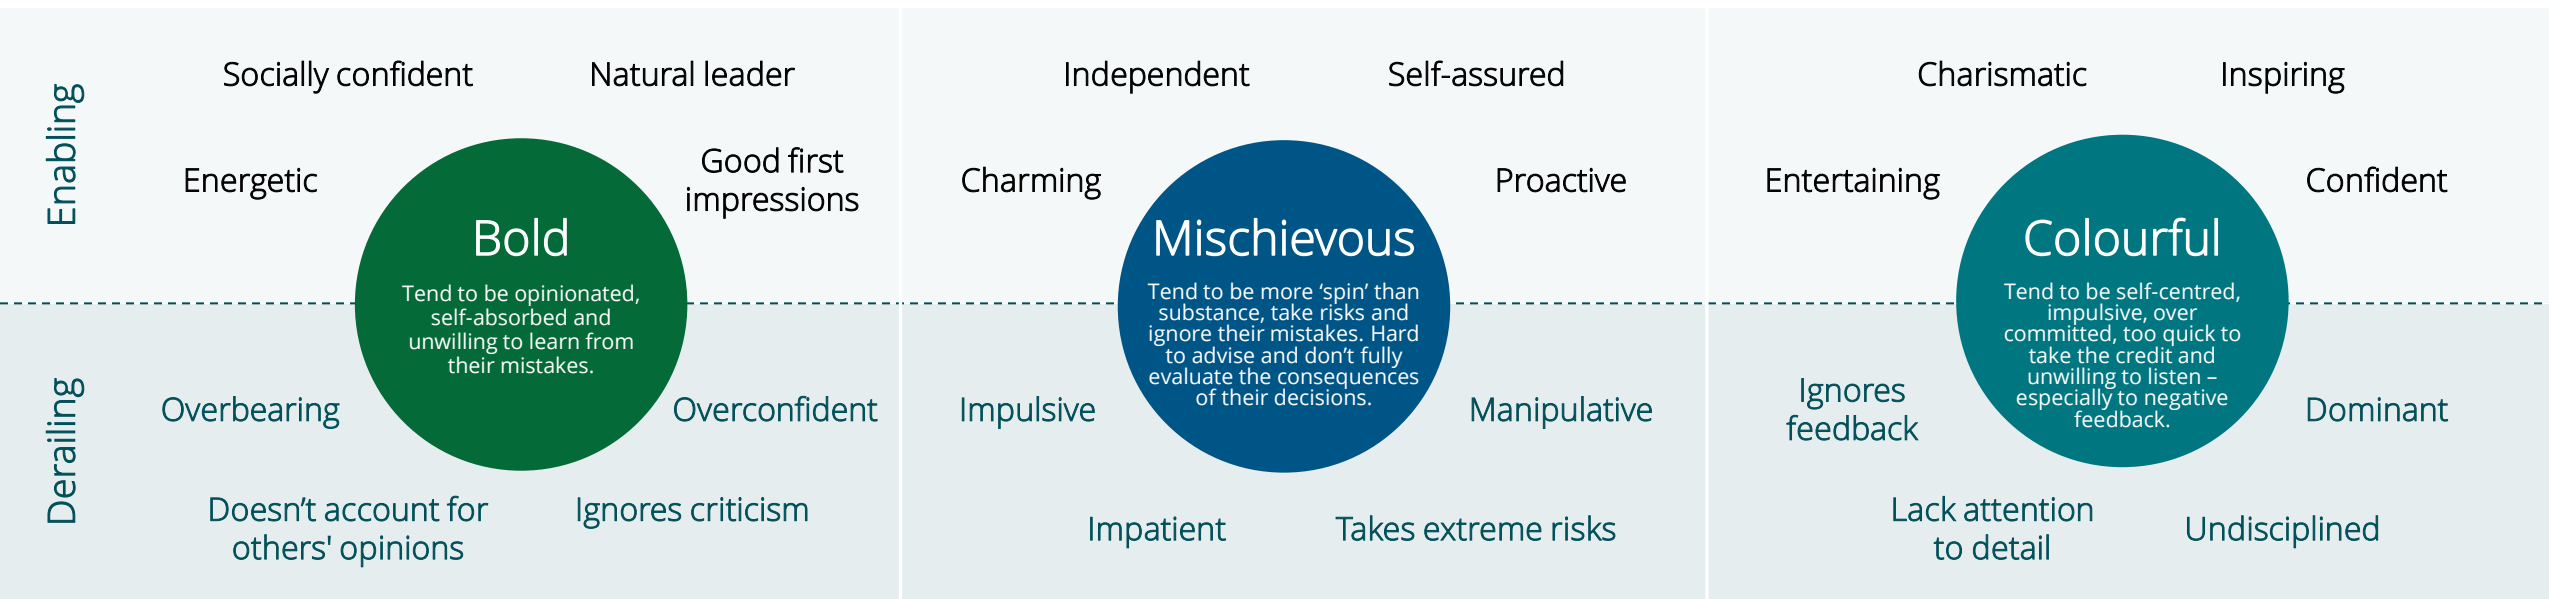 Enabling
Socially confident
Natural leader
Energetic
Good first
impressions
Bold
Tend to be opinionated,
self-absorbed and
unwilling to learn from
their mistakes.
Derailing
Overbearing
Overconfident
Doesn’t account for
others' opinions
Ignores criticism
Independent
Self-assured
Charming
Proactive
Mischievous
Tend to be more ‘spin’ than
substance, take risks and
ignore their mistakes. Hard
to advise and don’t fully
evaluate the consequences
of their decisions.
Impulsive
Manipulative
Impatient
Takes extreme risks
Charismatic
Inspiring
Entertaining
Confident
Colourful
Tend to be self-centred,
impulsive, over
committed, too quick to
take the credit and
unwilling to listen –
especially to negative
feedback.
Ignores
feedback
Dominant
Lack attention
to detail
Undisciplined